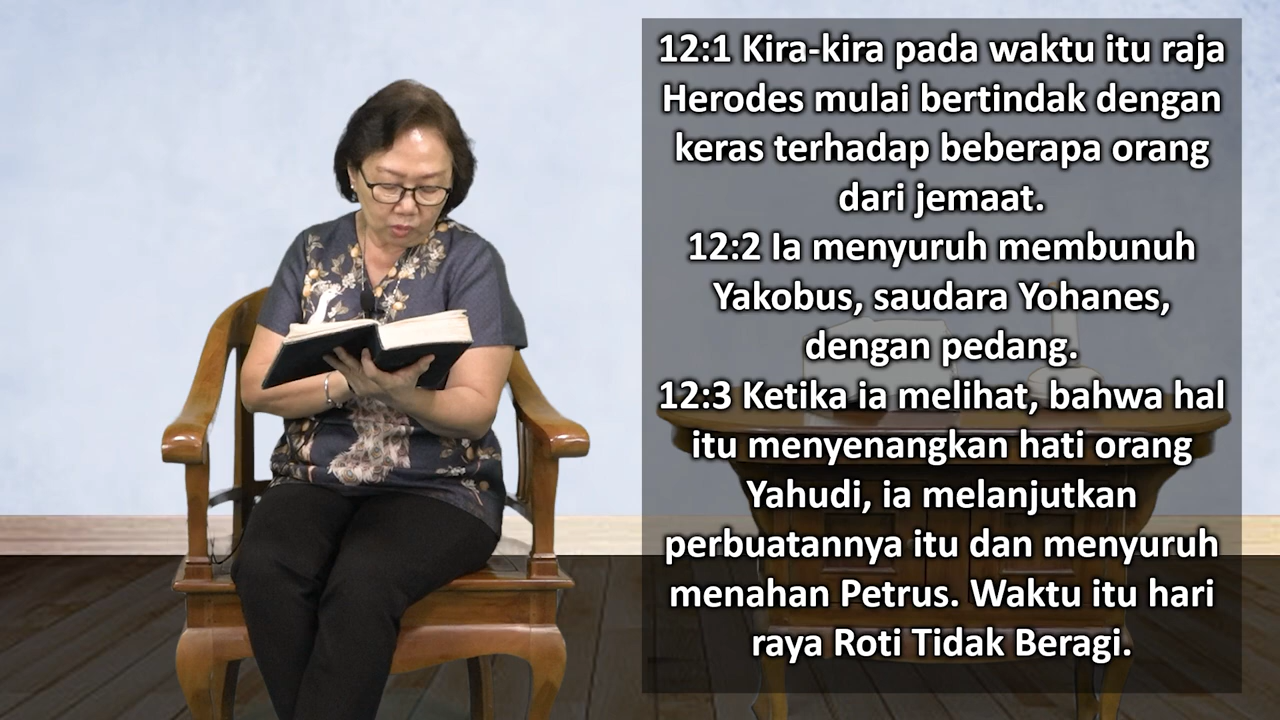 12:1 Kira-kira pada waktu itu raja
Herodes mulai bertindak dengan
keras terhadap beberapa orang
dari jemaat.
12:2 Ia menyuruh membunuh
Yakobus, saudara Yohanes,
dengan pedang.
12:3 Ketika ia melihat, bahwa hal
itu menyenangkan hati orang
Yahudi, ia melanjutkan
perbuatannya itu dan menyuruh
menahan Petrus. Waktu itu hari
raya Roti Tidak Beragi.